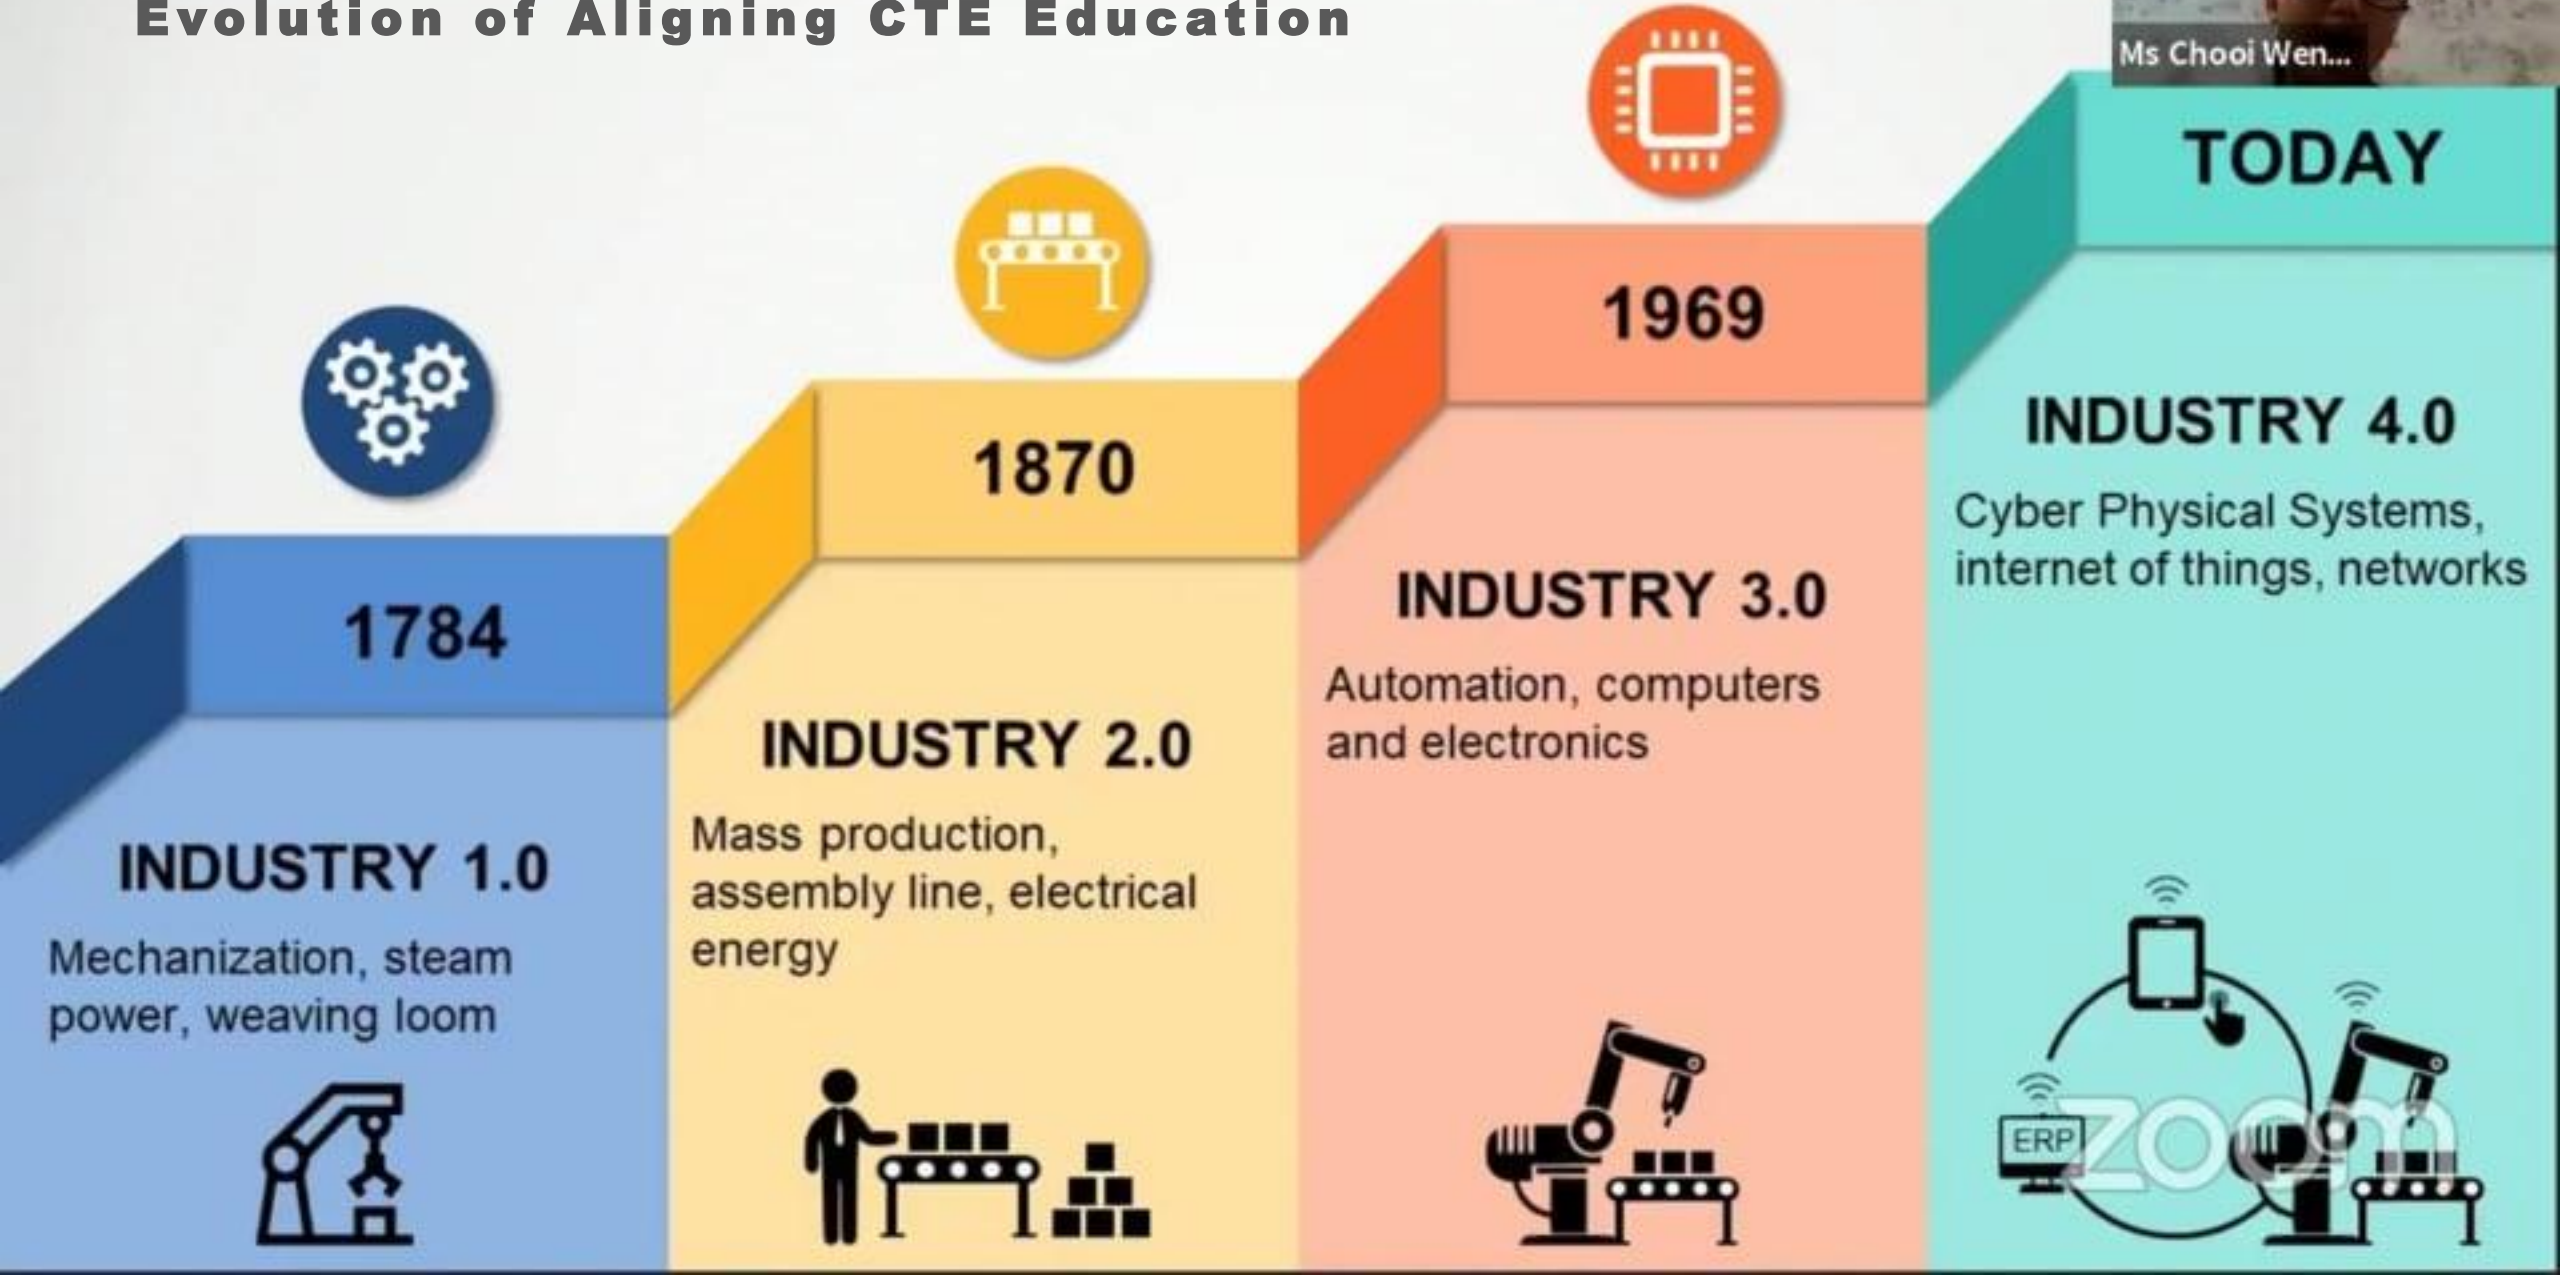 Evolution of Aligning CTE Education
Ms Chooi Wen...
1784
INDUSTRY 1.0
Mechanization, steam
power, weaving loom
1870
INDUSTRY 2.0
Mass production,
assembly line, electrical
energy
1969
INDUSTRY 3.0
Automation, computers
and electronics
TODAY
INDUSTRY 4.0
Cyber Physical Systems,
internet of things, networks
ERP
zoom